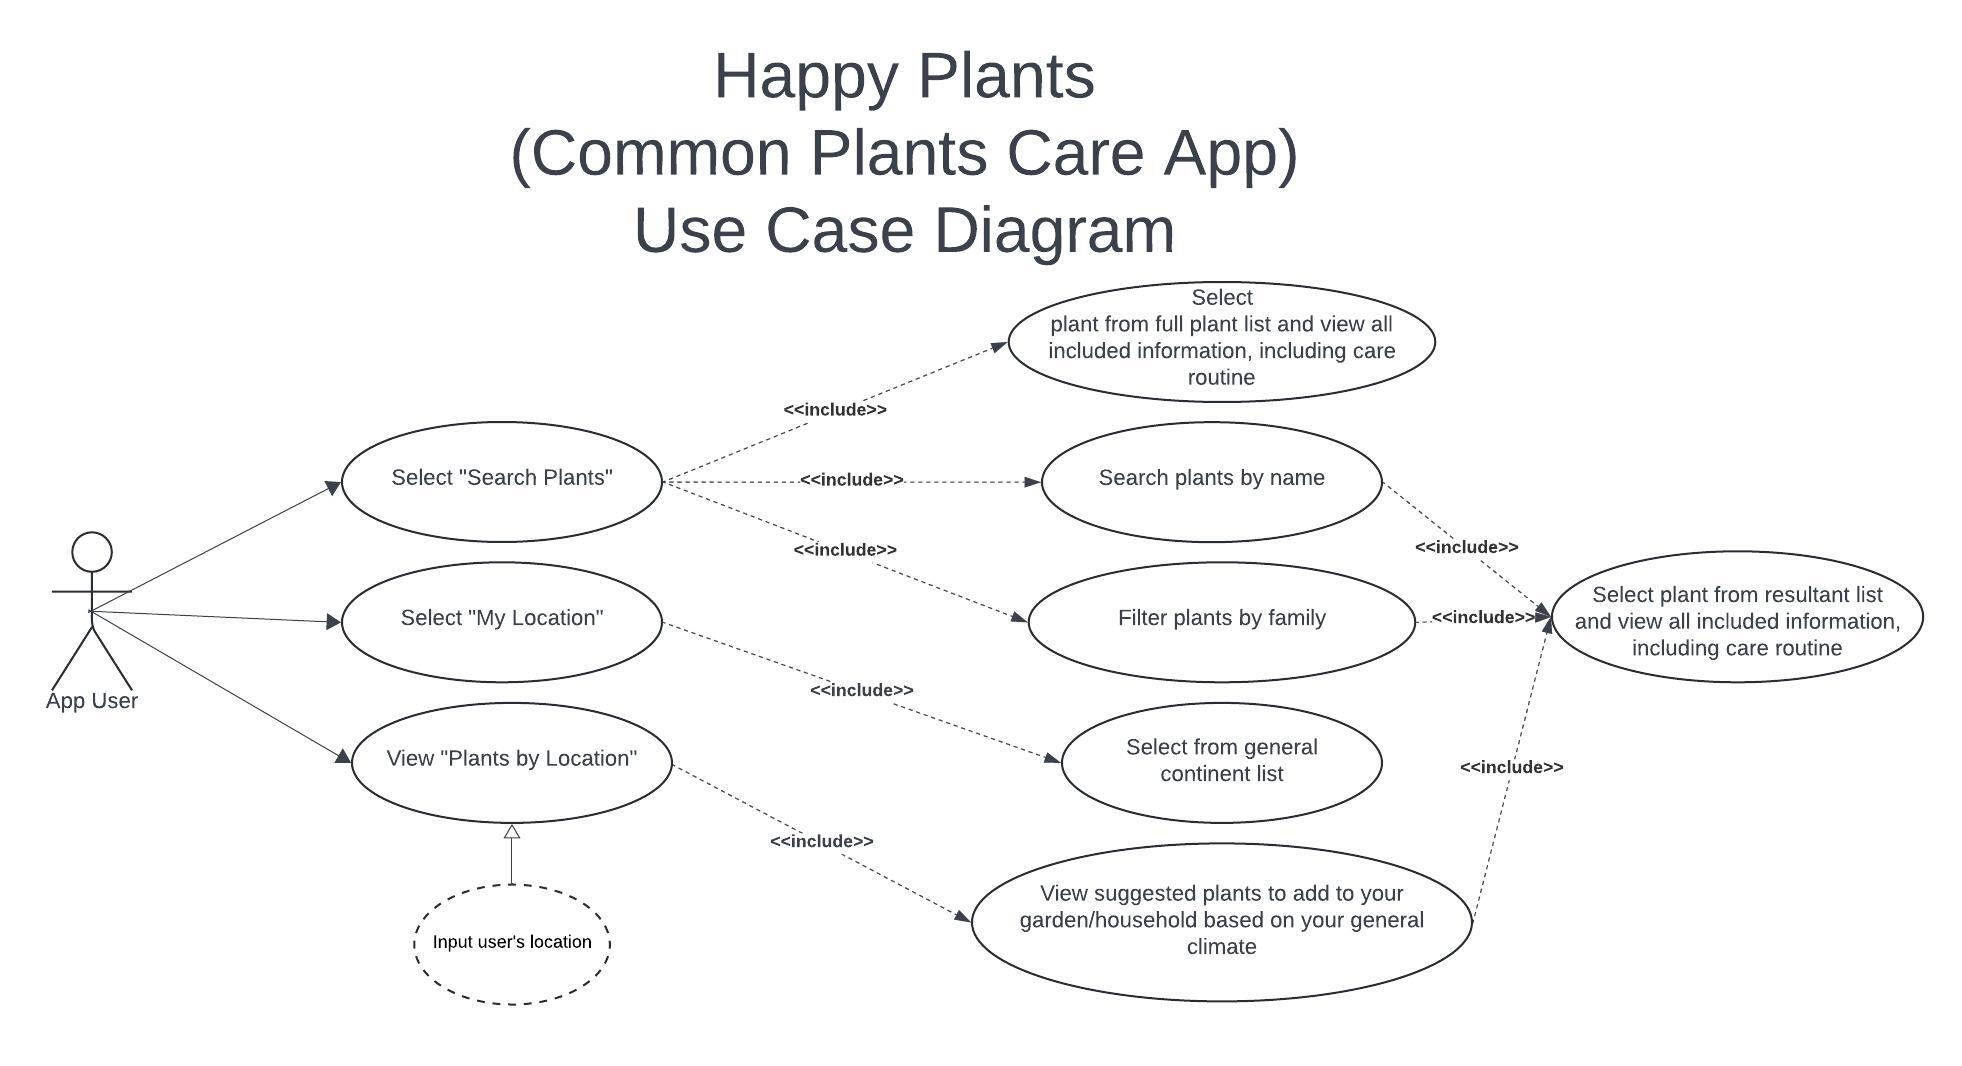 Happy Plants
(Common Plants Care App)
Use Case Diagram
Select
plant from full plant list and view all
included information, including care
routine
<<include>>
Select "Search Plants"
<<include>>
Search plants by name
<<include>>
<<include>>
Select "My Location"
Filter plants by family
<<include>>
Select plant from resultant list
and view all included information,
including care routine
App User
<<include>>
View "Plants by Location"
Select from general
continent list
<<include>>
<<include>>
View suggested plants to add to your
garden/household based on your general
climate
Input user's location